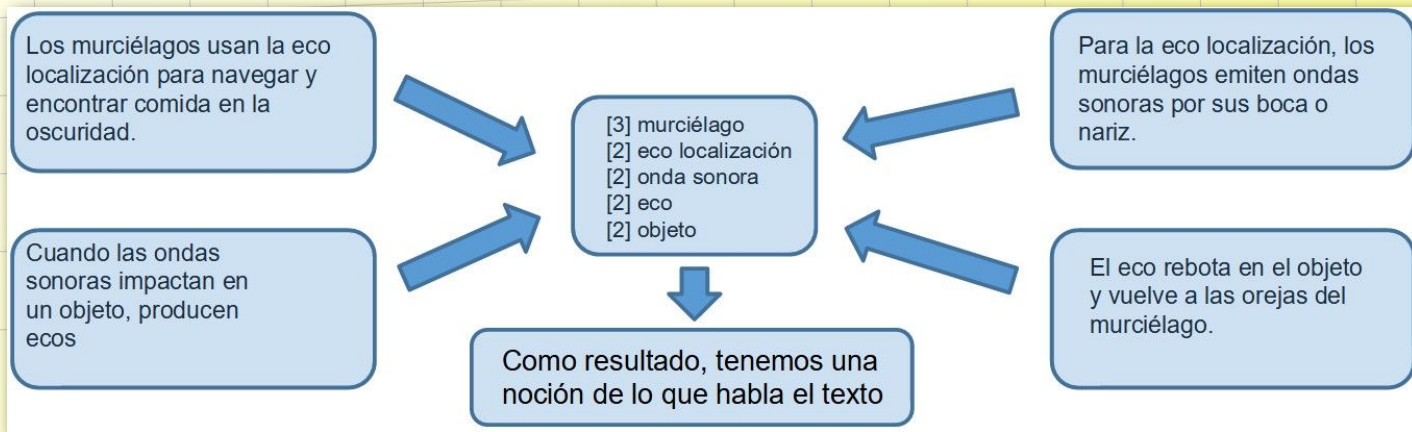 Los murciélagos usan la eco
localización para navegar y
encontrar comida en la
oscuridad.
Para la eco localización, los
murciélagos emiten ondas
sonoras por sus boca o
nariz.
[3] murciélago
[2] eco localización
[2] onda sonora
[2] eco
[2] objeto
Cuando las ondas
sonoras impactan en
un objeto, producen
ecos
El eco rebota en el objeto
y vuelve a las orejas del
murciélago.
Como resultado, tenemos una
noción de lo que habla el texto